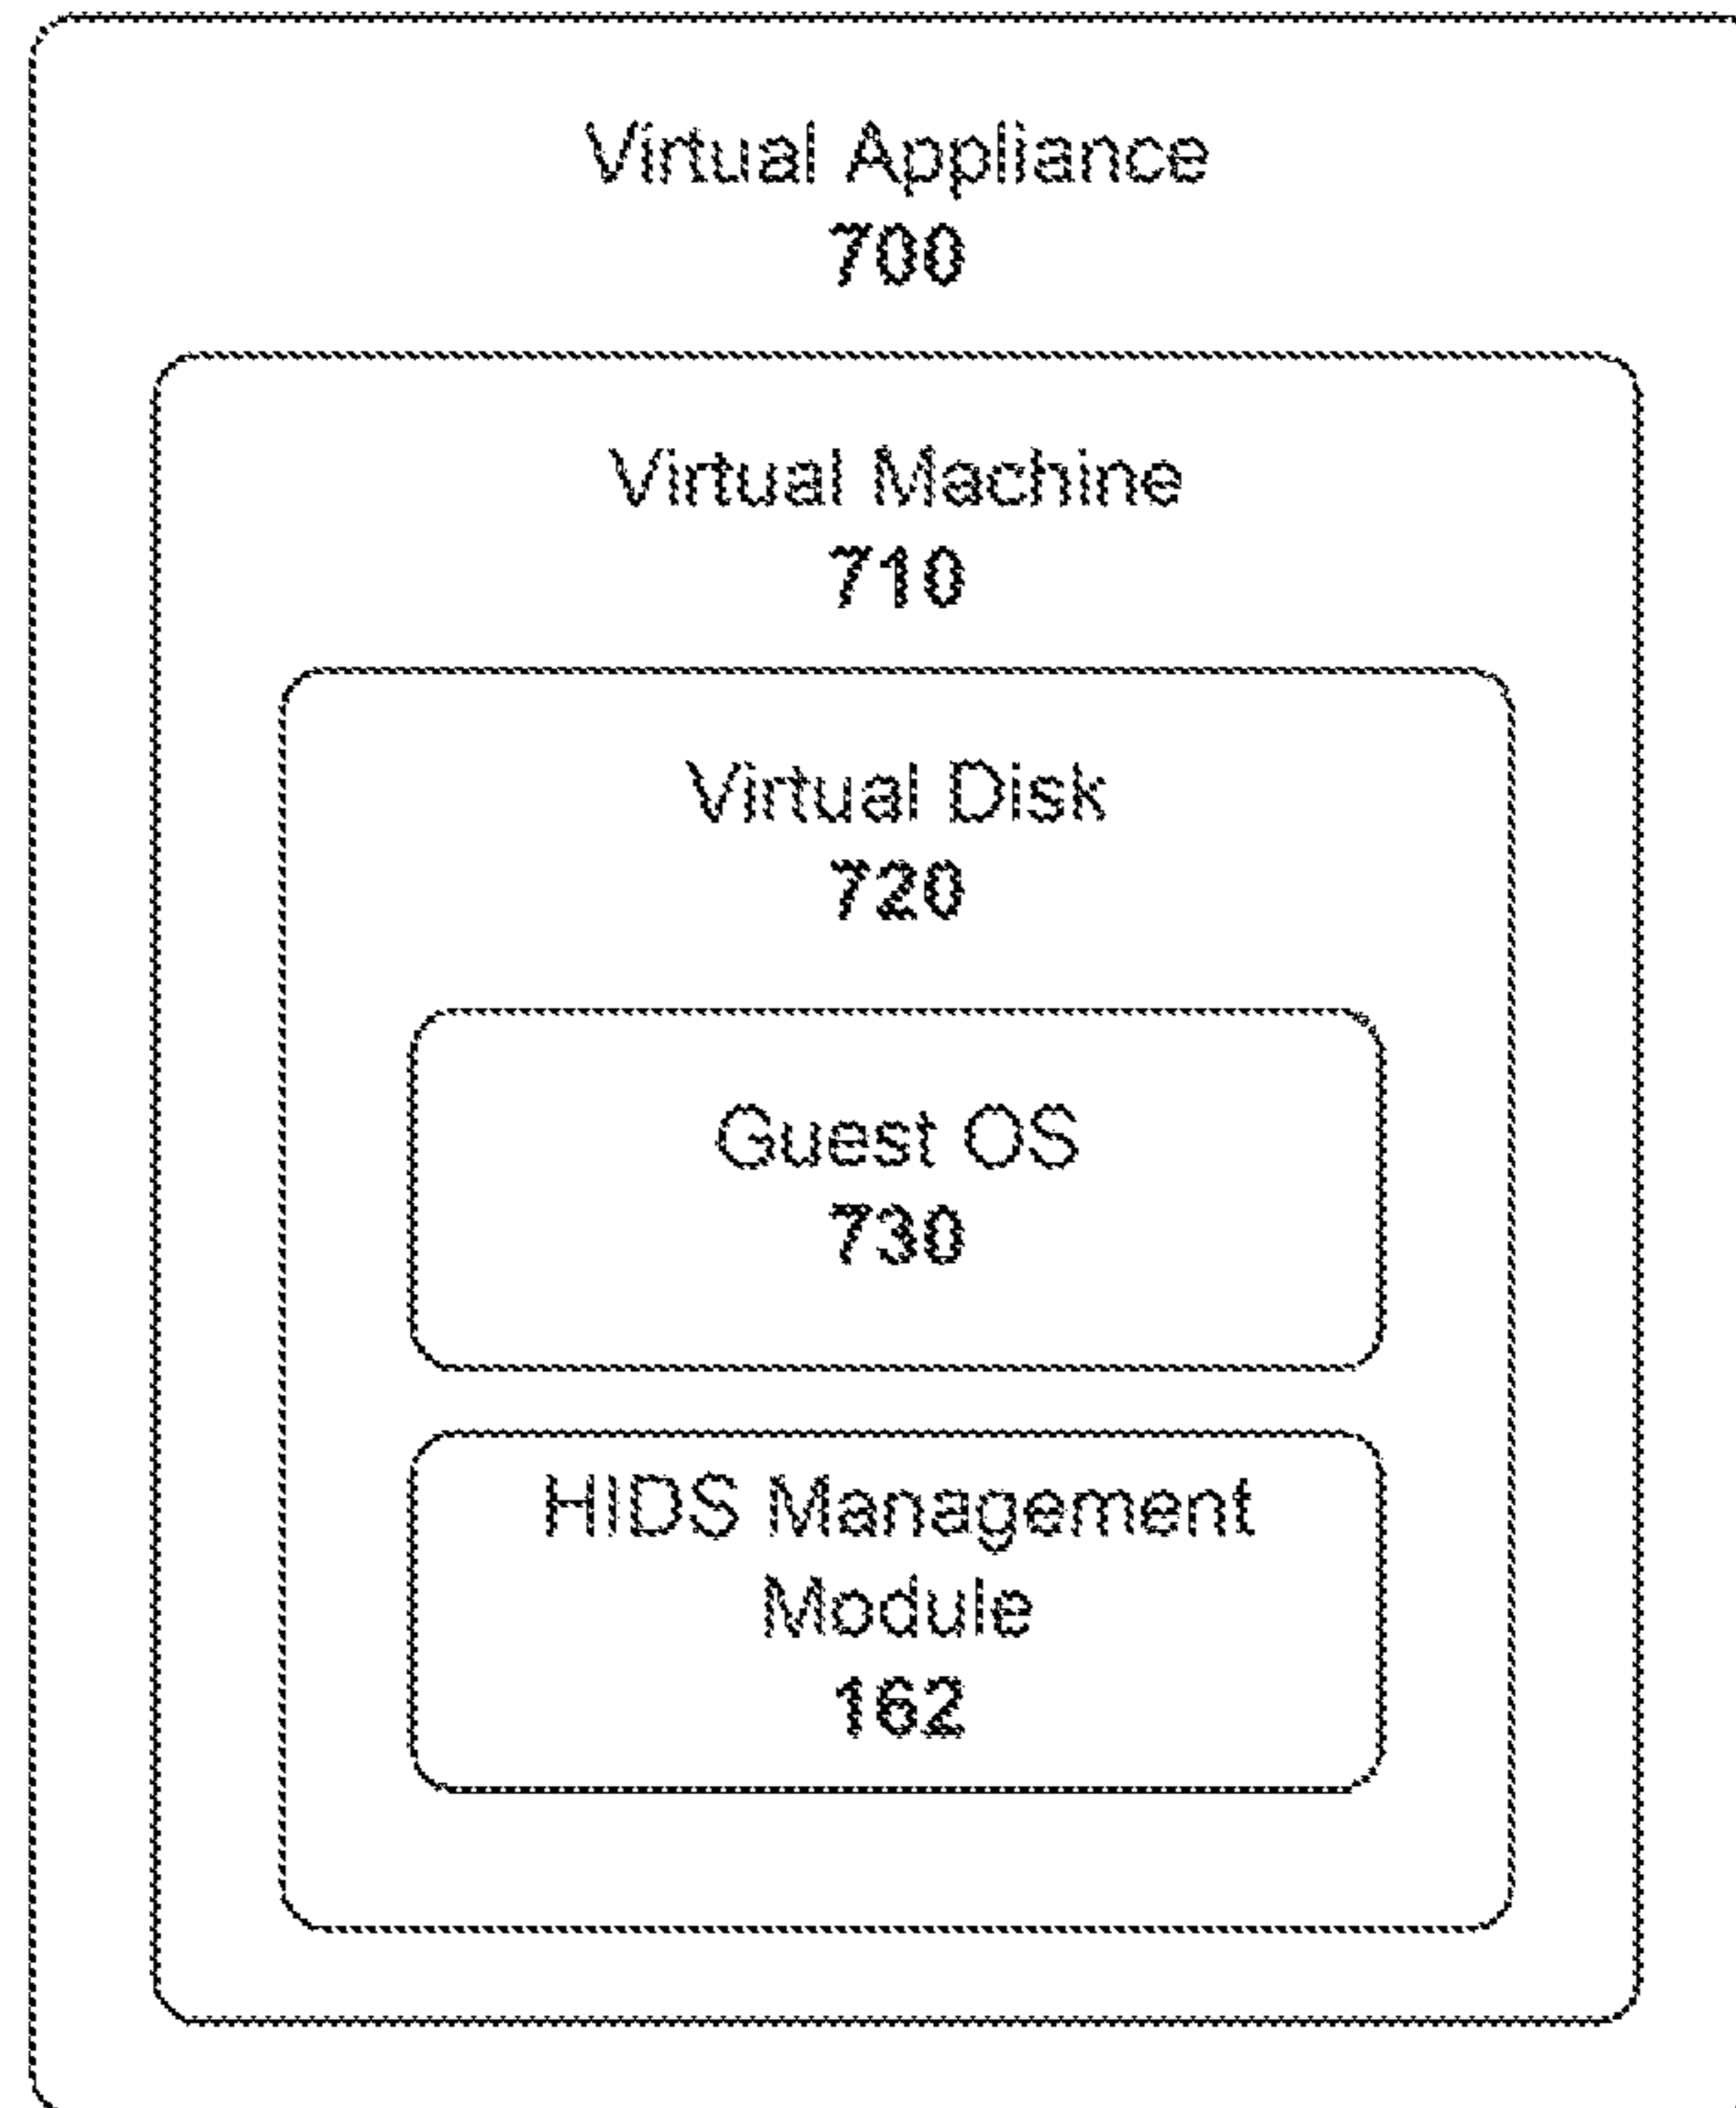 Virtual Appliance
700
Virtual Machine
710
Virtual Disk
720
Guest OS
730
HIDS Management
Module
162